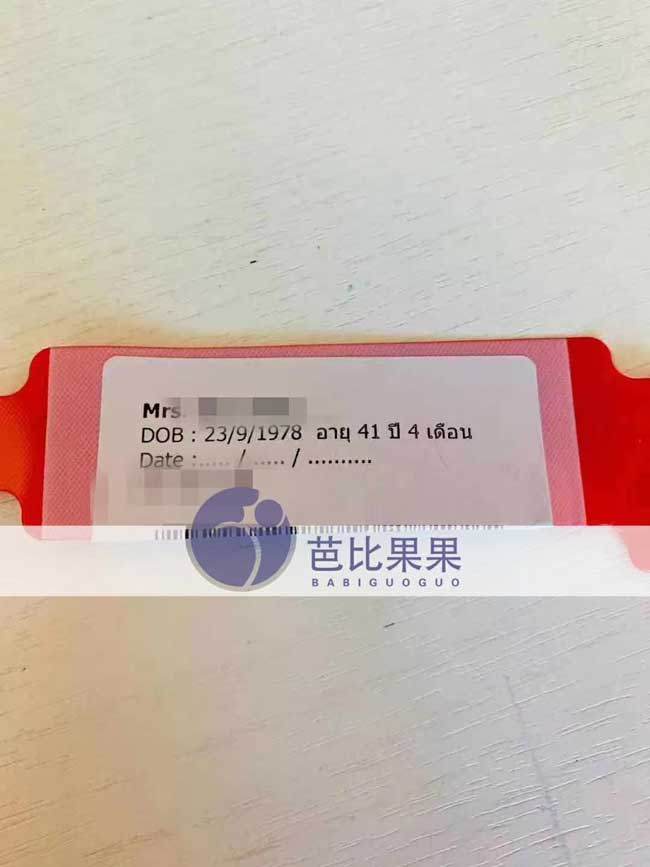 Mrs.
DOB : 23/9/1978 อายุ 41 ปี 4 เดือน
Date : ...... / ...... / ..........
芭比果果
BABIGUOGUO